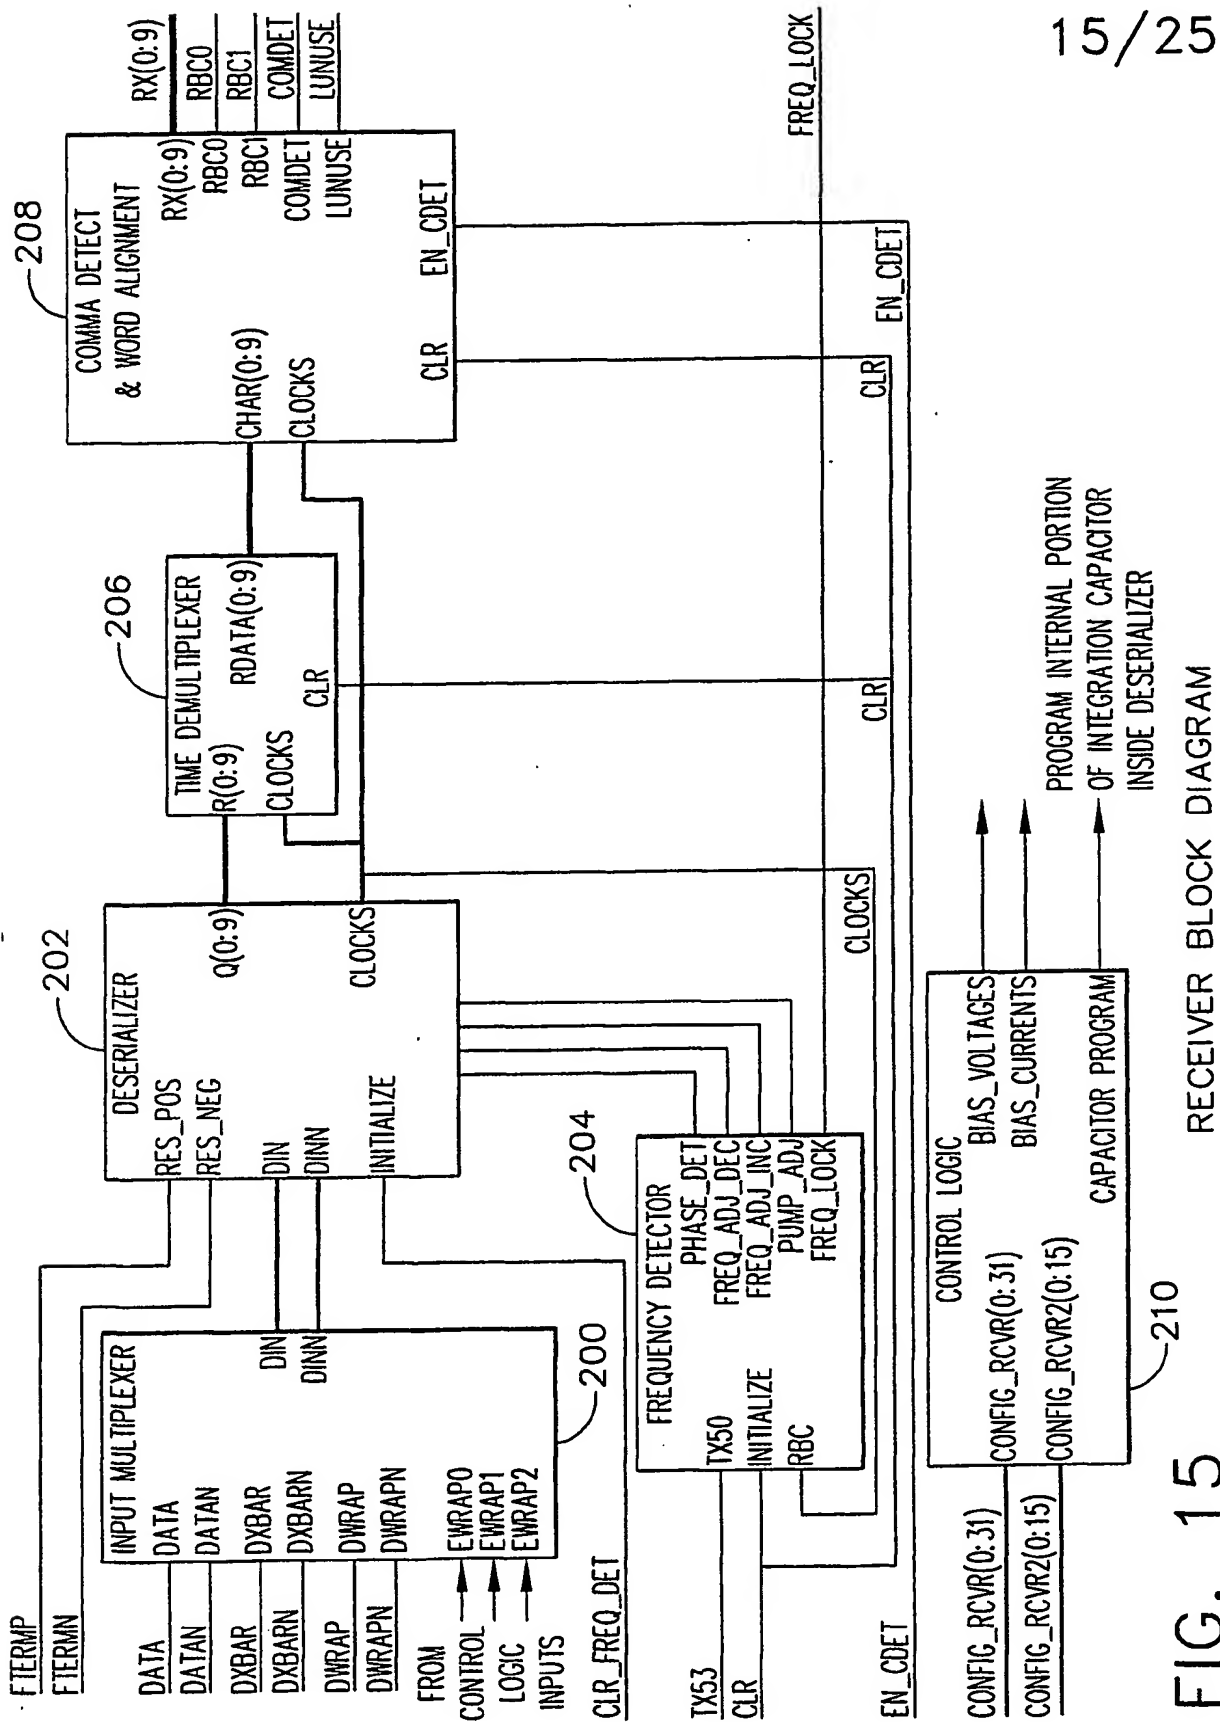 15/25
FTERMP
FTERMN
DATA
DATAN
DXBAR
DXBARN
DWRAP
DWRAPN
FROM
CONTROL
LOGIC
INPUTS
CLR_FREQ_DET
INPUT MULTIPLEXER
DATA
DATAN
DXBAR
DXBARN
DWRAP
DWRAPN
EWRAP0
EWRAP1
EWRAP2
DIN
DINN
200
DESERIALIZER
202
RES_POS
RES_NEG
DIN
DINN
INITIALIZE
Q(0:9)
CLOCKS
TIME DEMULTIPLEXER
206
R(0:9)
CLOCKS
RDATA(0:9)
CLR
COMMA DETECT
& WORD ALIGNMENT
208
CHAR(0:9)
CLOCKS
CLR
EN_CDET
RX(0:9)
RBC0
RBC1
COMDET
LUNUSE
RX(0:9)
RBC0
RBC1
COMDET
LUNUSE
TX53
CLR
FREQUENCY DETECTOR
204
TX50
INITIALIZE
RBC
PHASE_DET
FREQ_ADJ_DEC
FREQ_ADJ_INC
PUMP_ADJ
FREQ_LOCK
CLOCKS
CLR
CLR
EN_CDET
FREQ_LOCK
EN_CDET
CONFIG_RCVR(0:31)
CONFIG_RCVR2(0:15)
CONTROL LOGIC
CONFIG_RCVR(0:31)
CONFIG_RCVR2(0:15)
BIAS_VOLTAGES
BIAS_CURRENTS
CAPACITOR PROGRAM
210
PROGRAM INTERNAL PORTION
OF INTEGRATION CAPACITOR
INSIDE DESERIALIZER
RECEIVER BLOCK DIAGRAM
FIG. 15